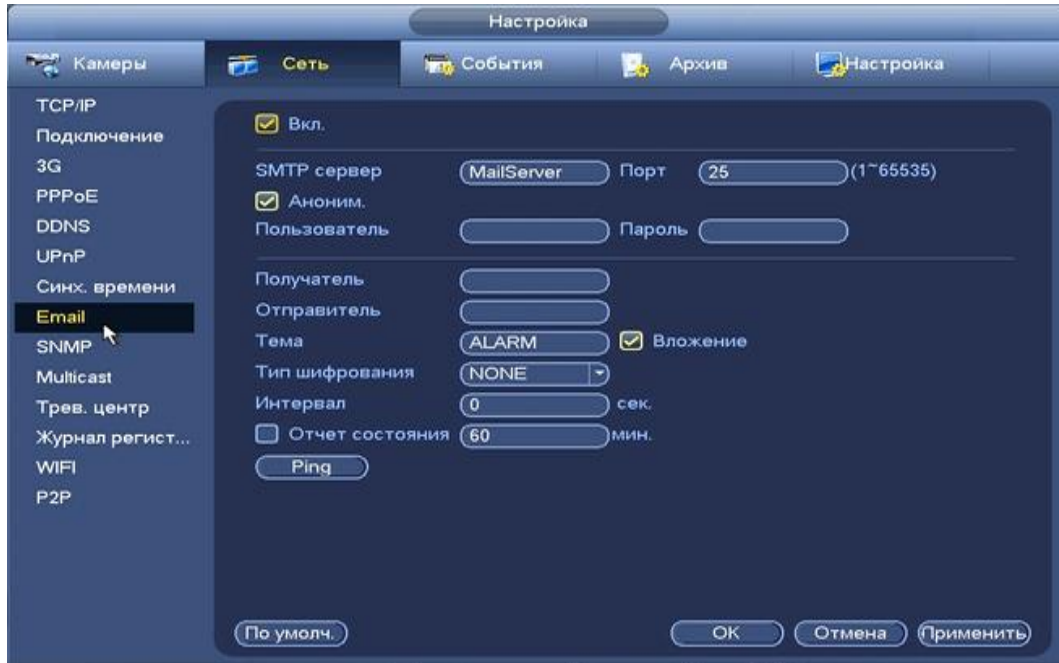 Настройка
Камеры Сеть События Архив Настройка
TCP/IP
Подключение
3G
PPPoE
DDNS
UPnP
Синх. времени
Email
SNMP
Multicast
Трев. центр
Журнал регист...
WIFI
P2P
Вкл.
SMTP сервер MailServer Порт 25 (1~65535)
Аноним.
Пользователь Пароль
Получатель
Отправитель
Тема ALARM Вложение
Тип шифрования NONE
Интервал 0 сек.
Отчет состояния 60 мин.
Ping
По умолч. OK Отмена Применить